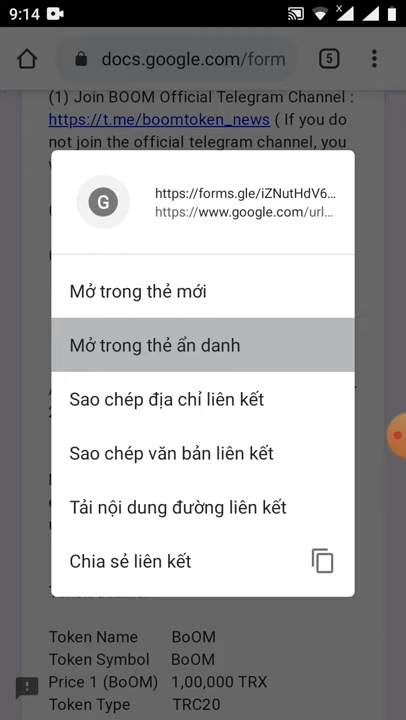 9:14
docs.google.com/form
5
(1) Join BOOM Official Telegram Channel :
https://t.me/boomtoken_news ( If you do
not join the official telegram channel, you
G
https://forms.gle/iZNutHdV6...
https://www.google.com/url...
Mở trong thẻ mới
Mở trong thẻ ẩn danh
Sao chép địa chỉ liên kết
Sao chép văn bản liên kết
Tải nội dung đường liên kết
Chia sẻ liên kết
Token Name BoOM
Token Symbol BoOM
Price 1 (BoOM) 1,00,000 TRX
Token Type TRC20